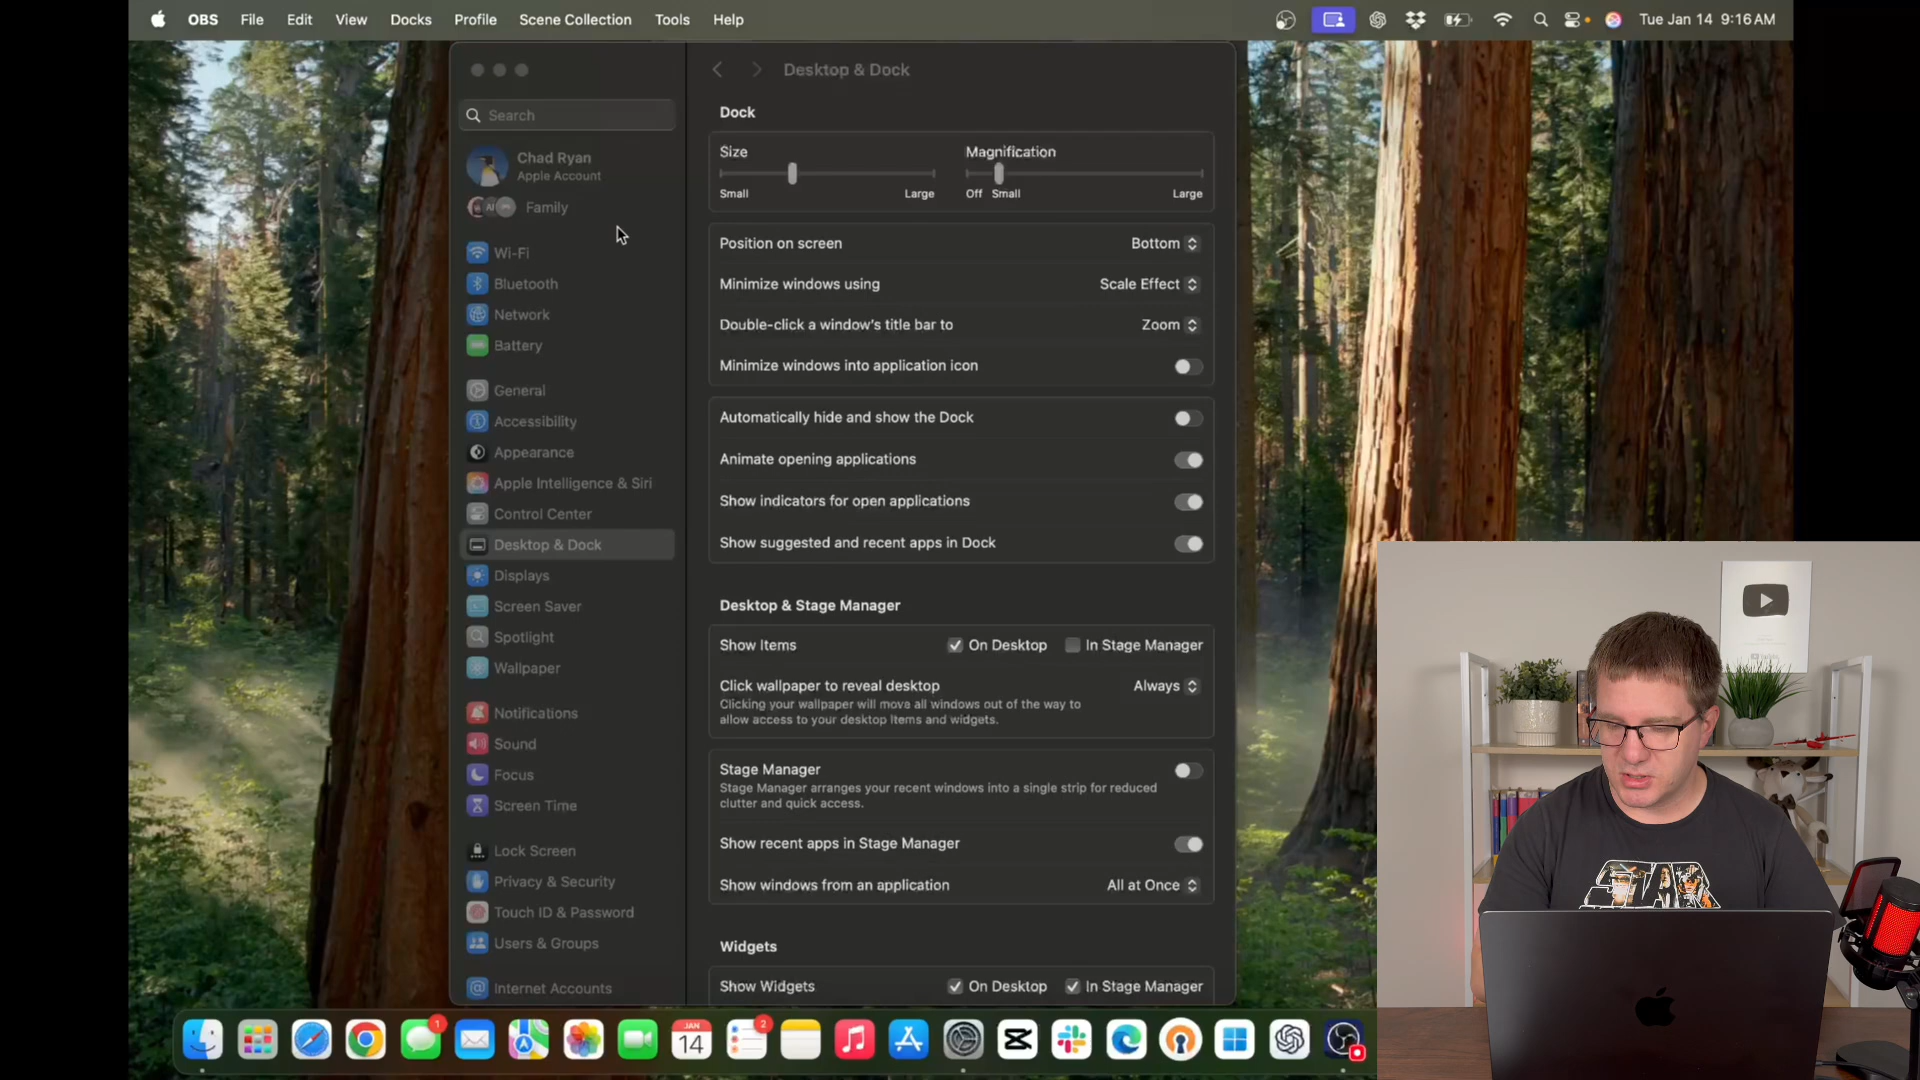 OBS File Edit View Docks Profile Scene Collection Tools Help Tue Jan 14 9:16 AM
Desktop & Dock
Search
Chad Ryan
Apple Account
Family
Wi-Fi
Bluetooth
Network
Battery
General
Accessibility
Appearance
Apple Intelligence & Siri
Control Center
Desktop & Dock
Displays
Screen Saver
Spotlight
Wallpaper
Notifications
Sound
Focus
Screen Time
Lock Screen
Privacy & Security
Touch ID & Password
Users & Groups
Internet Accounts
Dock
Size Magnification
Small Large Off Small Large
Position on screen Bottom
Minimize windows using Scale Effect
Double-click a window's title bar to Zoom
Minimize windows into application icon
Automatically hide and show the Dock
Animate opening applications
Show indicators for open applications
Show suggested and recent apps in Dock
Desktop & Stage Manager
Show Items On Desktop In Stage Manager
Click wallpaper to reveal desktop Always
Clicking your wallpaper will move all windows out of the way to
allow access to your desktop items and widgets.
Stage Manager
Stage Manager arranges your recent windows into a single strip for reduced
clutter and quick access.
Show recent apps in Stage Manager
Show windows from an application All at Once
Widgets
Show Widgets On Desktop In Stage Manager
1
JAN
14
2
STAR